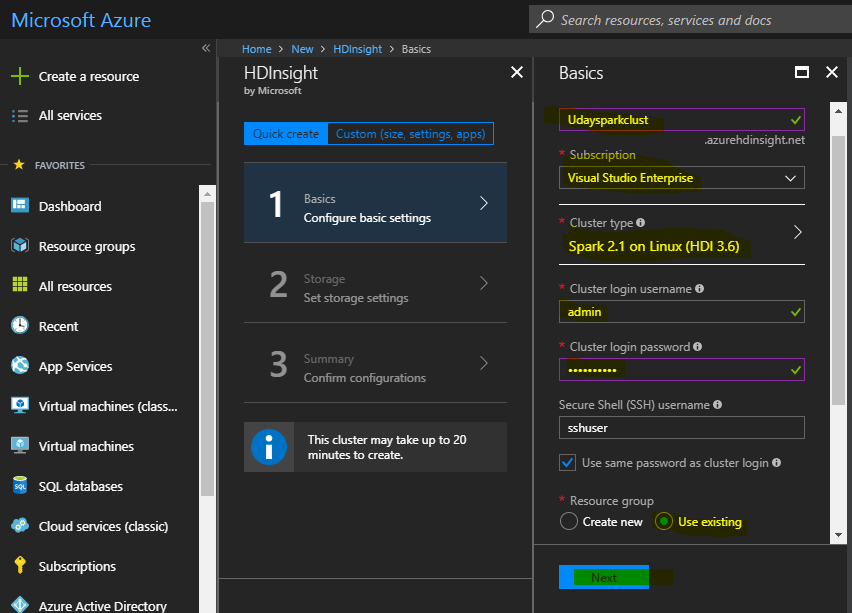 Microsoft Azure
Search resources, services and docs
«
Create a resource
All services
FAVORITES
Dashboard
Resource groups
All resources
Recent
App Services
Virtual machines (class...
Virtual machines
SQL databases
Cloud services (classic)
Subscriptions
Azure Active Directory
Home > New > HDInsight > Basics
HDInsight
by Microsoft
Quick create
Custom (size, settings, apps)
1
Basics
Configure basic settings
2
Storage
Set storage settings
3
Summary
Confirm configurations
This cluster may take up to 20
minutes to create.
Basics
Udaysparkclust
.azurehdinsight.net
* Subscription
Visual Studio Enterprise
* Cluster type
Spark 2.1 on Linux (HDI 3.6)
* Cluster login username
admin
* Cluster login password
••••••••••
Secure Shell (SSH) username
sshuser
Use same password as cluster login
* Resource group
Create new
Use existing
Next